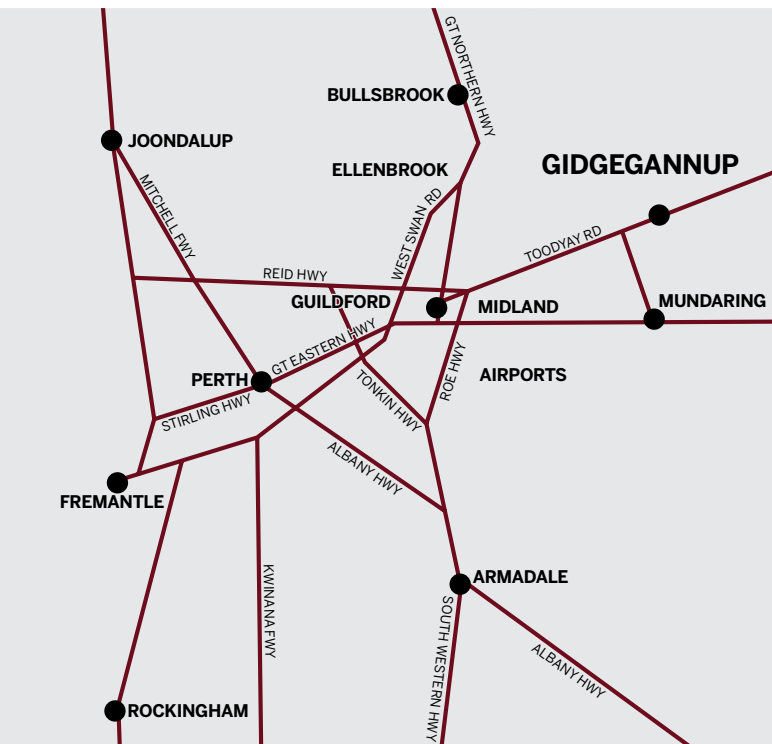 GT NORTHERN HWY
BULLSBROOK
JOONDALUP
ELLENBROOK
GIDGEGANNUP
MITCHELL FWY
WEST SWAN RD
TOODYAY RD
REID HWY
GUILDFORD
MIDLAND
MUNDARING
GT EASTERN HWY
PERTH
AIRPORTS
ROE HWY
STIRLING HWY
TONKIN HWY
ALBANY HWY
FREMANTLE
ARMADALE
KWINANA FWY
SOUTH WESTERN HWY
ALBANY HWY
ROCKINGHAM